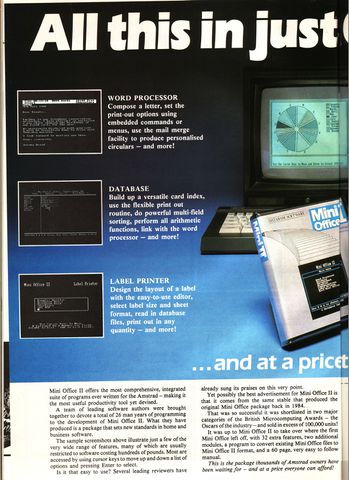 All this in just
WORD PROCESSOR
Compose a letter, set the
print-out options using
embedded commands or
menus, use the mail merge
facility to produce personalised
circulars — and more!
DATABASE
Build up a versatile card index,
use the flexible print out
routine, do powerful multi-field
sorting, perform all arithmetic
functions, link with the word
processor — and more!
Mini Office II Label Printer
LABEL PRINTER
Design the layout of a label
with the easy-to-use editor,
select label size and sheet
format, read in database
files, print out in any
quantity — and more!
DATABASE SOFTWARE
Mini
Office
Mini II
Mini Office II
...and at a price
Mini Office II offers the most comprehensive, integrated
suite of programs ever written for the Amstrad — making it
the most useful productivity tool yet devised.
A team of leading software authors were brought
together to devote a total of 26 man years of programming
to the development of Mini Office II. What they have
produced is a package that sets new standards in home and
business software.
The sample screenshots above illustrate just a few of the
very wide range of features, many of which are usually
restricted to software costing hundreds of pounds. Most are
accessed by using cursor keys to move up and down a list of
options and pressing Enter to select.
Is it that easy to use? Several leading reviewers have
already sung its praises on this very point.
Yet possibly the best advertisement for Mini Office II is
that it comes from the same stable that produced the
original Mini Office package back in 1984.
That was so successful it was shortlisted in two major
categories of the British Microcomputing Awards — the
Oscars of the industry — and sold in excess of 100,000 units!
It was up to Mini Office II to take over where the first
Mini Office left off, with 32 extra features, two additional
modules, a program to convert existing Mini Office files to
Mini Office II format, and a 60 page, very easy to follow
manual.
This is the package thousands of Amstrad owners have
been waiting for — and at a price everyone can afford!